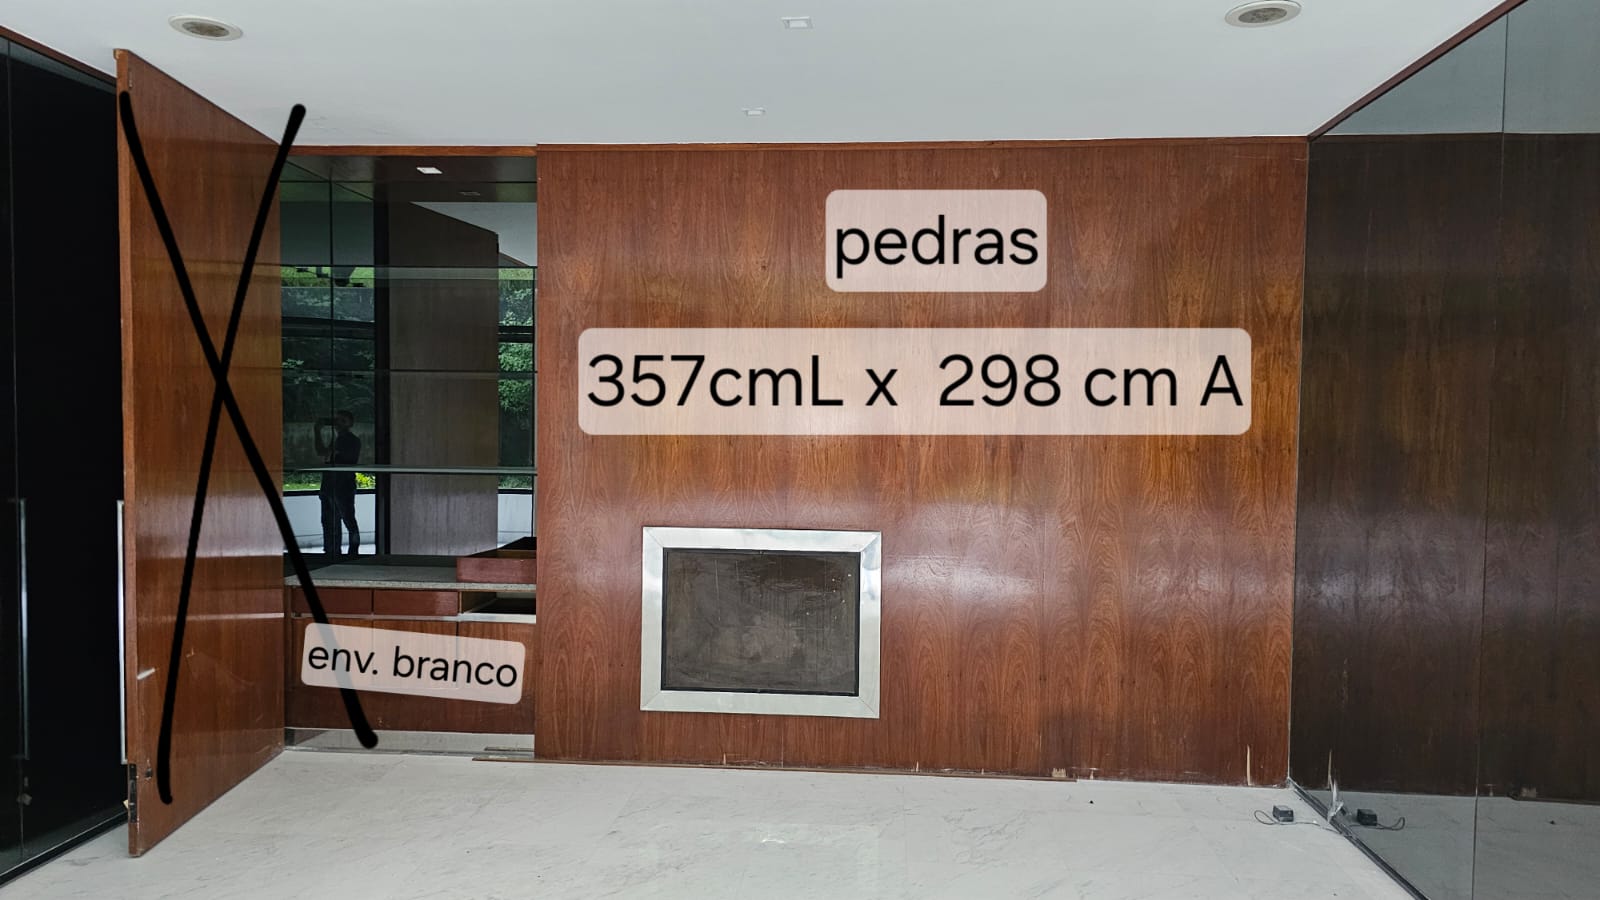 pedras
357cmL x  298 cm A
env. branco